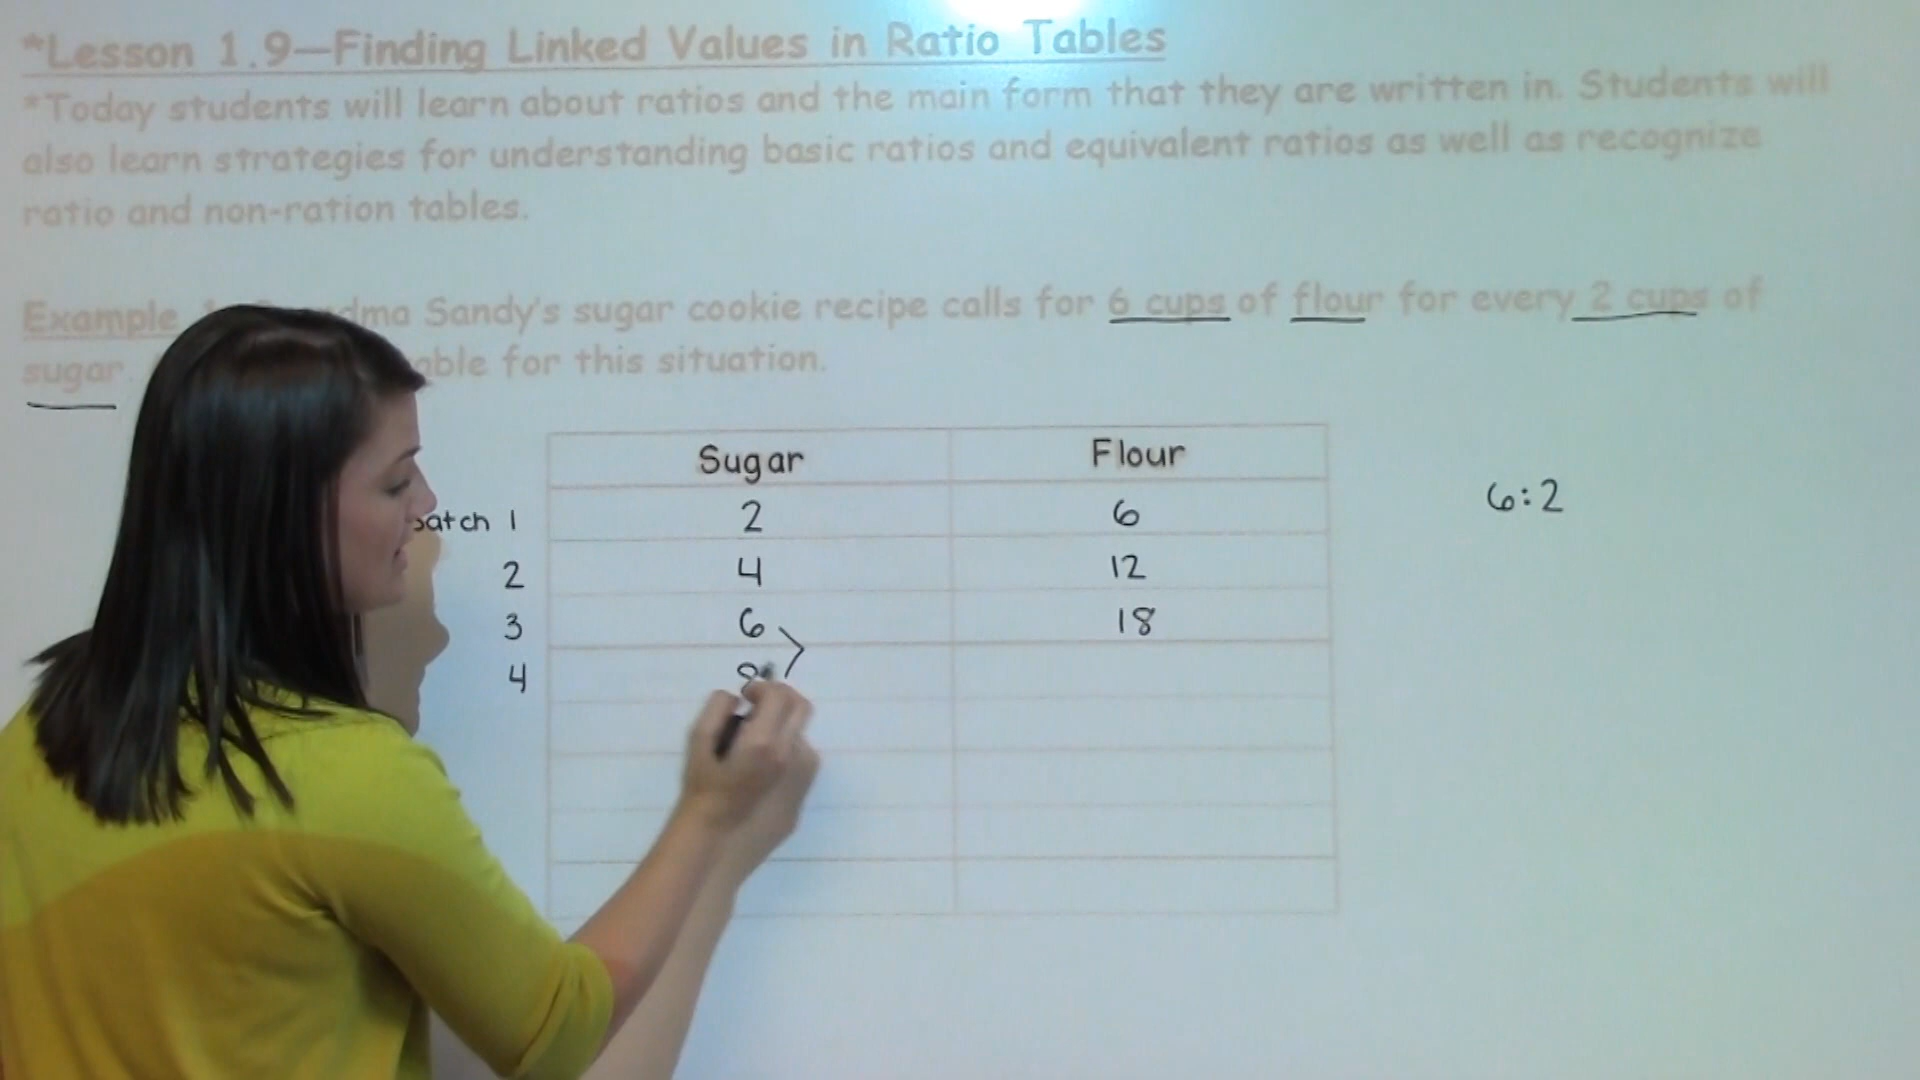 *Lesson 1.9—Finding Linked Values in Ratio Tables
*Today students will learn about ratios and the main form that they are written in. Students will
also learn strategies for understanding basic ratios and equivalent ratios as well as recognize
ratio and non-ration tables.
Example Sandy's sugar cookie recipe calls for 6 cups of flour for every 2 cups of
sugar. for this situation.
Sugar Flour
1 2 6
2 4 12
3 6 18
4 8
6:2